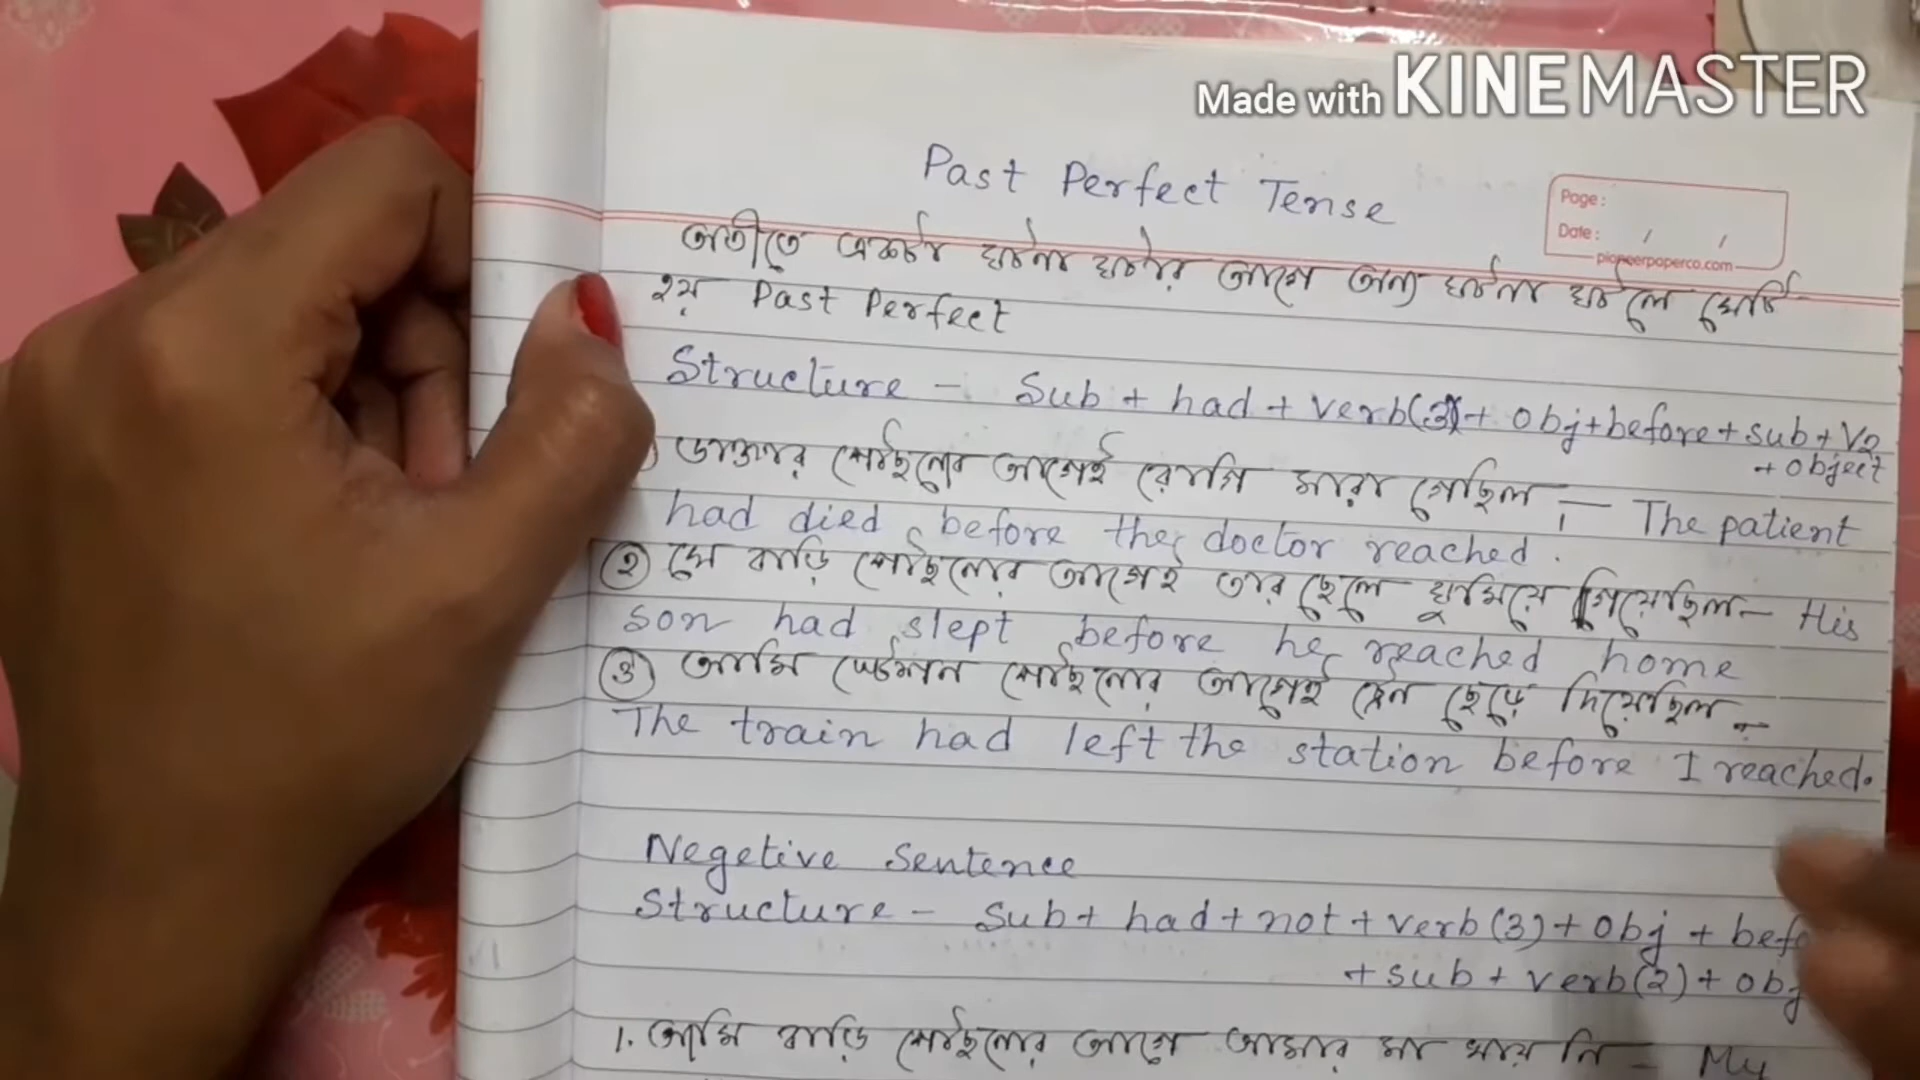 Made with KINEMASTER
Past Perfect Tense
Page :
Date : / /
pioneerpaperco.com
অতীতে একটা ঘটনা ঘটার আগে অন্য ঘটনা ঘটলে সেটি
হয় Past Perfect
Structure - Sub + had + verb(3) + obj + before + sub + V2
+ object
) ডাক্তার পৌঁছানোর আগেই রোগি মারা গেছিল । - The patient
had died before the doctor reached.
(২) সে বাড়ি পৌঁছানোর আগেই তার ছেলে ঘুমিয়ে গিয়েছিল - His
son had slept before he reached home
(৩) আমি স্টেশন পৌঁছানোর আগেই ট্রেন ছেড়ে দিয়েছিল -
The train had left the station before I reached.
Negetive Sentence
Structure - Sub + had + not + verb (3) + obj + befo
+ sub + verb(2) + obj
1. আমি বাড়ি পৌঁছানোর আগে আমার মা খায় নি - My